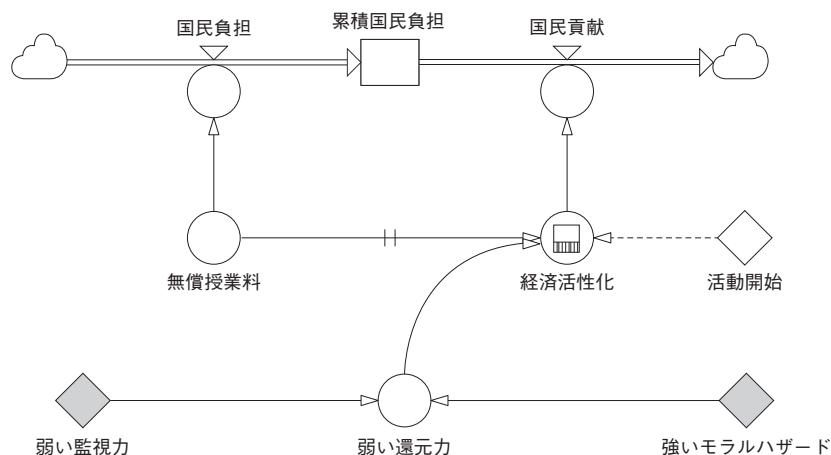 国民負担
累積国民負担
国民貢献
無償授業料
経済活性化
活動開始
弱い監視力
弱い還元力
強いモラルハザード